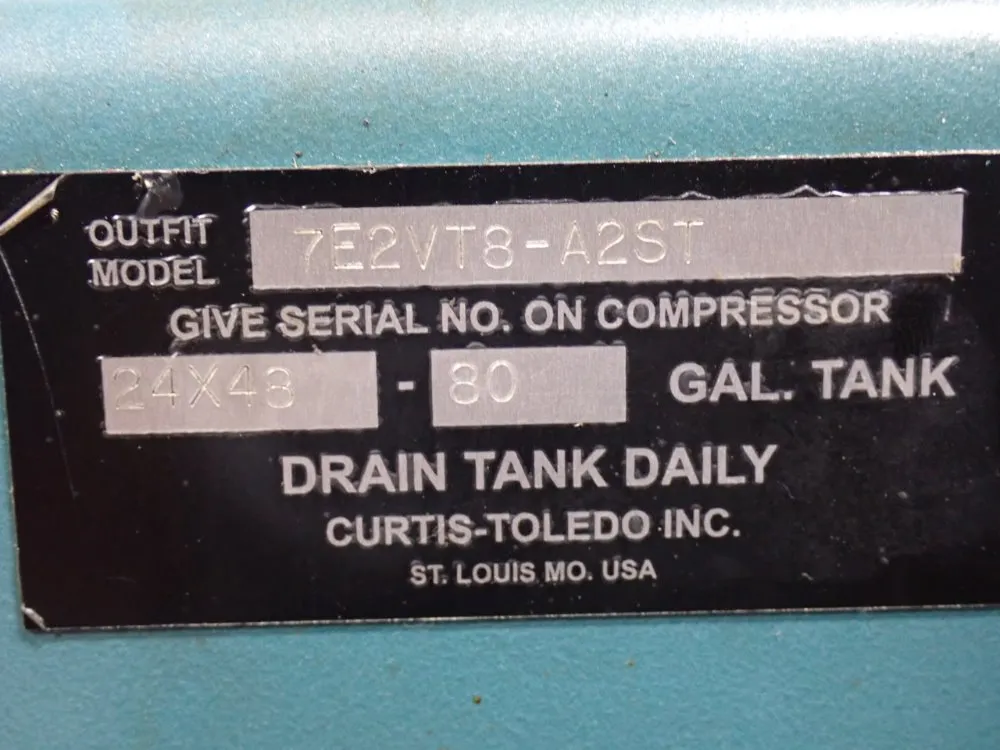 OUTFIT MODEL 7E2VT8-A2ST
GIVE SERIAL NO. ON COMPRESSOR
24X48 - 80 GAL. TANK
DRAIN TANK DAILY
CURTIS-TOLEDO INC.
ST. LOUIS MO. USA